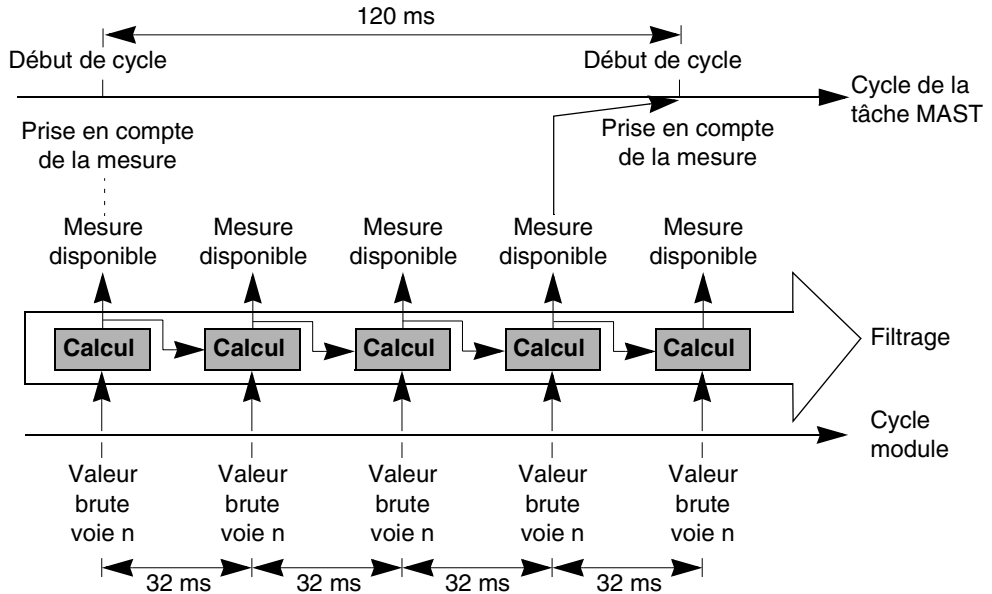 120 ms
Début de cycle
Début de cycle
Cycle de la
tâche MAST
Prise en compte
de la mesure
Prise en compte
de la mesure
Mesure
disponible
Mesure
disponible
Mesure
disponible
Mesure
disponible
Mesure
disponible
Calcul
Calcul
Calcul
Calcul
Calcul
Filtrage
Cycle
module
Valeur
brute
voie n
Valeur
brute
voie n
Valeur
brute
voie n
Valeur
brute
voie n
Valeur
brute
voie n
32 ms
32 ms
32 ms
32 ms